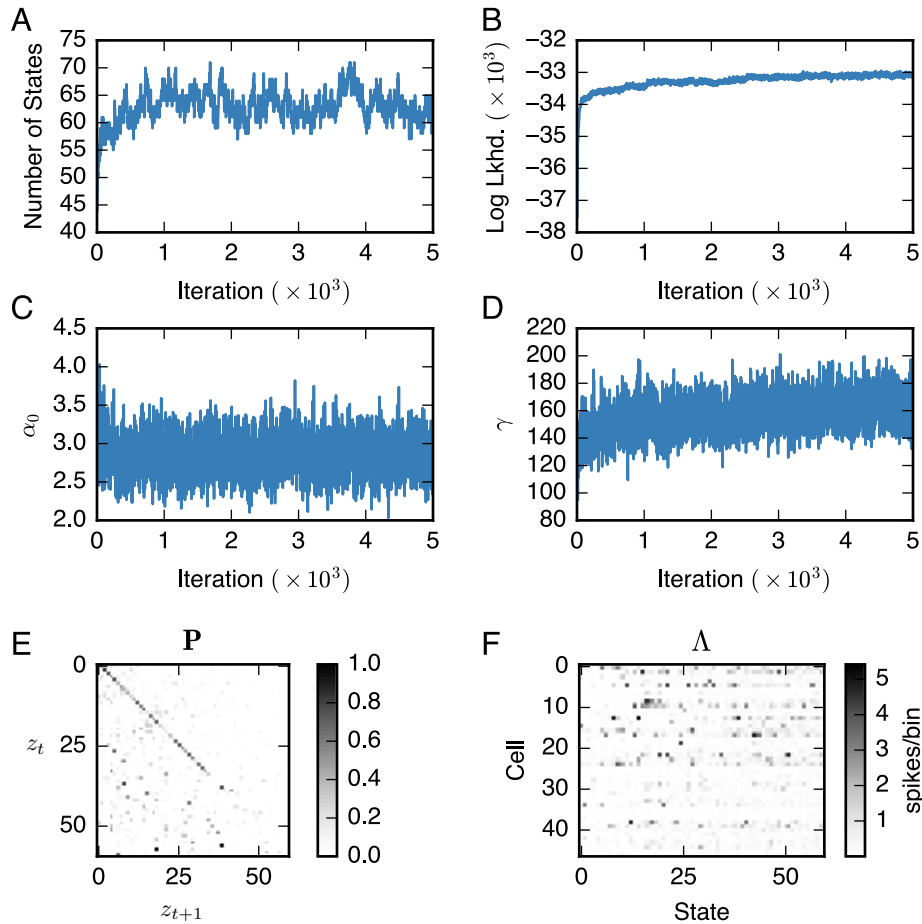 A
Number of States
75
70
65
60
55
50
45
40
0 1 2 3 4 5
Iteration (×10³)
B
Log Lkhd. (×10³)
−32
−33
−34
−35
−36
−37
−38
0 1 2 3 4 5
Iteration (×10³)
C
α₀
4.5
4.0
3.5
3.0
2.5
2.0
0 1 2 3 4 5
Iteration (×10³)
D
γ
220
200
180
160
140
120
100
80
0 1 2 3 4 5
Iteration (×10³)
E
P
z_t
0
25
50
0 25 50
z_{t+1}
1.0
0.8
0.6
0.4
0.2
0.0
F
Λ
Cell
0
10
20
30
40
0 25 50
State
5
4
3
2
1
spikes/bin